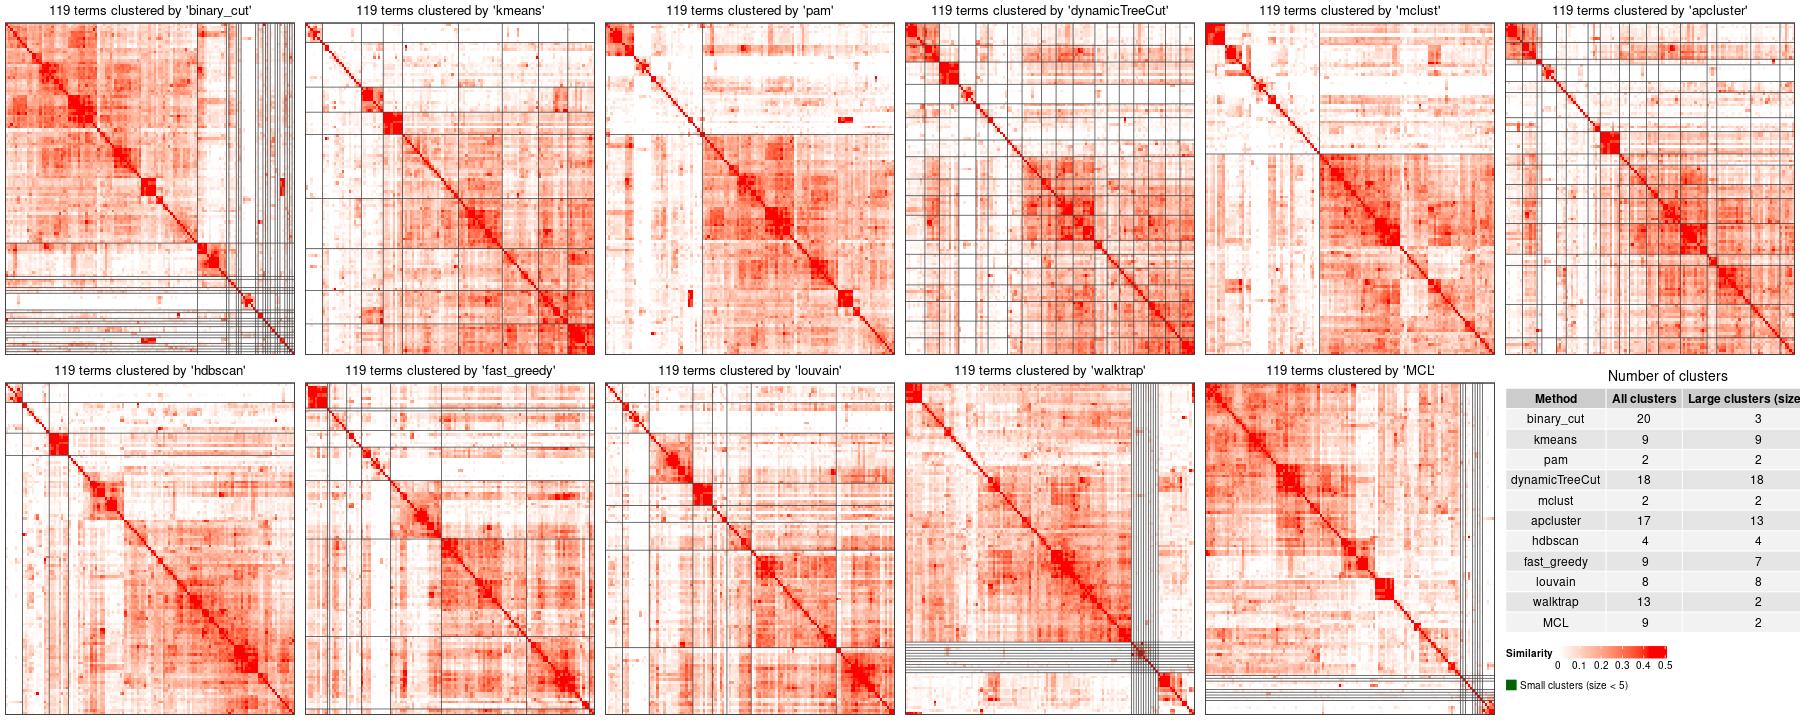 119 terms clustered by 'binary_cut'
119 terms clustered by 'kmeans'
119 terms clustered by 'pam'
119 terms clustered by 'dynamicTreeCut'
119 terms clustered by 'mclust'
119 terms clustered by 'apcluster'
119 terms clustered by 'hdbscan'
119 terms clustered by 'fast_greedy'
119 terms clustered by 'louvain'
119 terms clustered by 'walktrap'
119 terms clustered by 'MCL'
Number of clusters
Method All clusters Large clusters (size
binary_cut 20 3
kmeans 9 9
pam 2 2
dynamicTreeCut 18 18
mclust 2 2
apcluster 17 13
hdbscan 4 4
fast_greedy 9 7
louvain 8 8
walktrap 13 2
MCL 9 2
Similarity
0 0.1 0.2 0.3 0.4 0.5
Small clusters (size < 5)